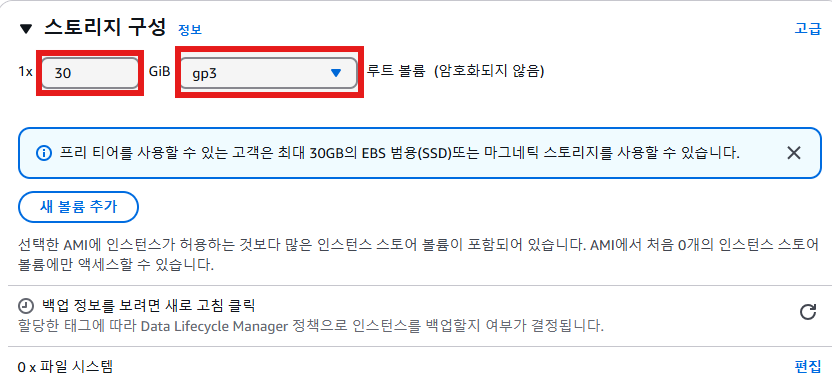 ▼ 스토리지 구성 정보 고급
1x 30 GiB gp3 루트 볼륨 (암호화되지 않음)
프리 티어를 사용할 수 있는 고객은 최대 30GB의 EBS 범용(SSD)또는 마그네틱 스토리지를 사용할 수 있습니다.
새 볼륨 추가
선택한 AMI에 인스턴스가 허용하는 것보다 많은 인스턴스 스토어 볼륨이 포함되어 있습니다. AMI에서 처음 0개의 인스턴스 스토어
볼륨에만 액세스할 수 있습니다.
백업 정보를 보려면 새로 고침 클릭
할당한 태그에 따라 Data Lifecycle Manager 정책으로 인스턴스를 백업할지 여부가 결정됩니다.
0 x 파일 시스템 편집